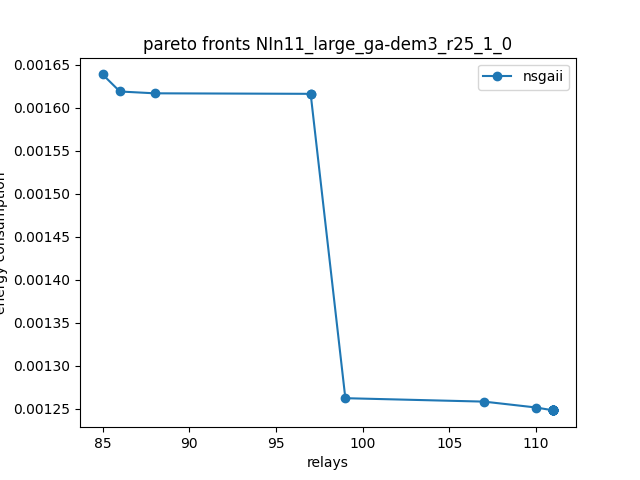 pareto fronts NIn11_large_ga-dem3_r25_1_0
nsgaii
0.00165
0.00160
0.00155
0.00150
0.00145
0.00140
0.00135
0.00130
0.00125
energy consumption
85 90 95 100 105 110
relays